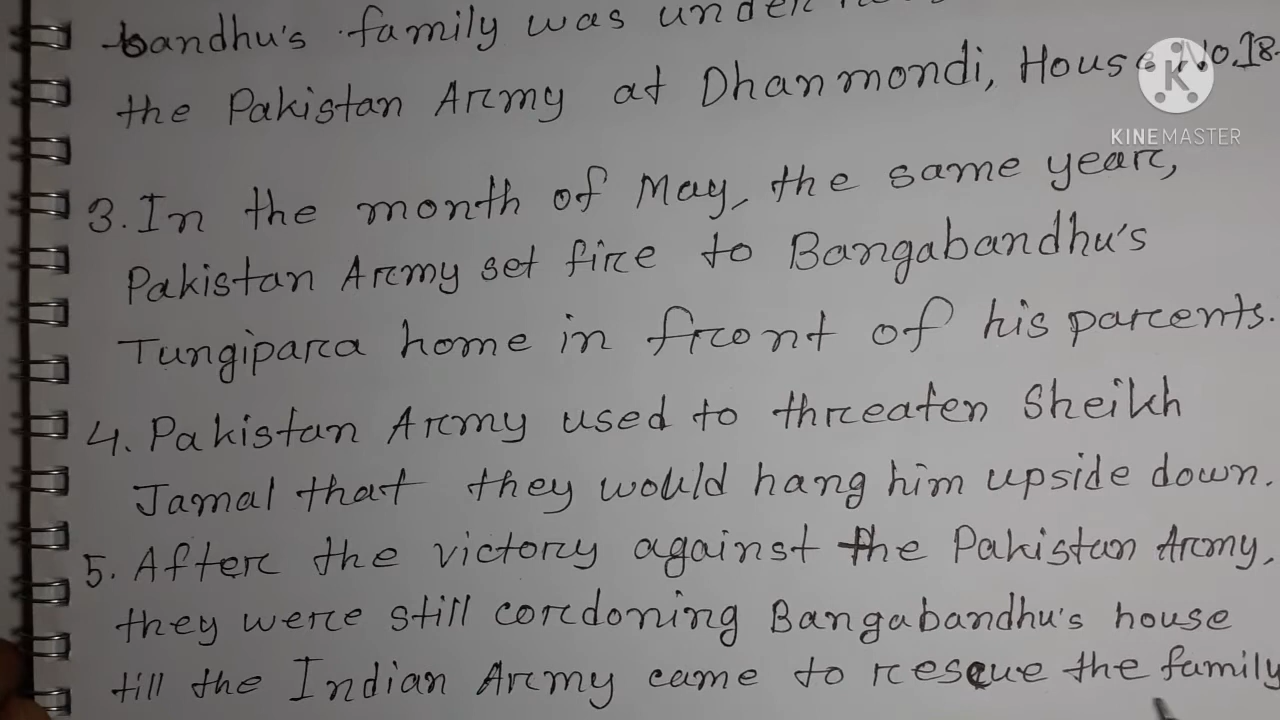 bandhu's family was under
the Pakistan Army at Dhanmondi, House No.18.
KINEMASTER
3. In the month of May, the same year,
Pakistan Army set fire to Bangabandhu's
Tungipara home in front of his parents.
4. Pakistan Army used to threaten Sheikh
Jamal that they would hang him upside down.
5. After the victory against the Pakistan Army,
they were still cordoning Bangabandhu's house
till the Indian Army came to rescue the family